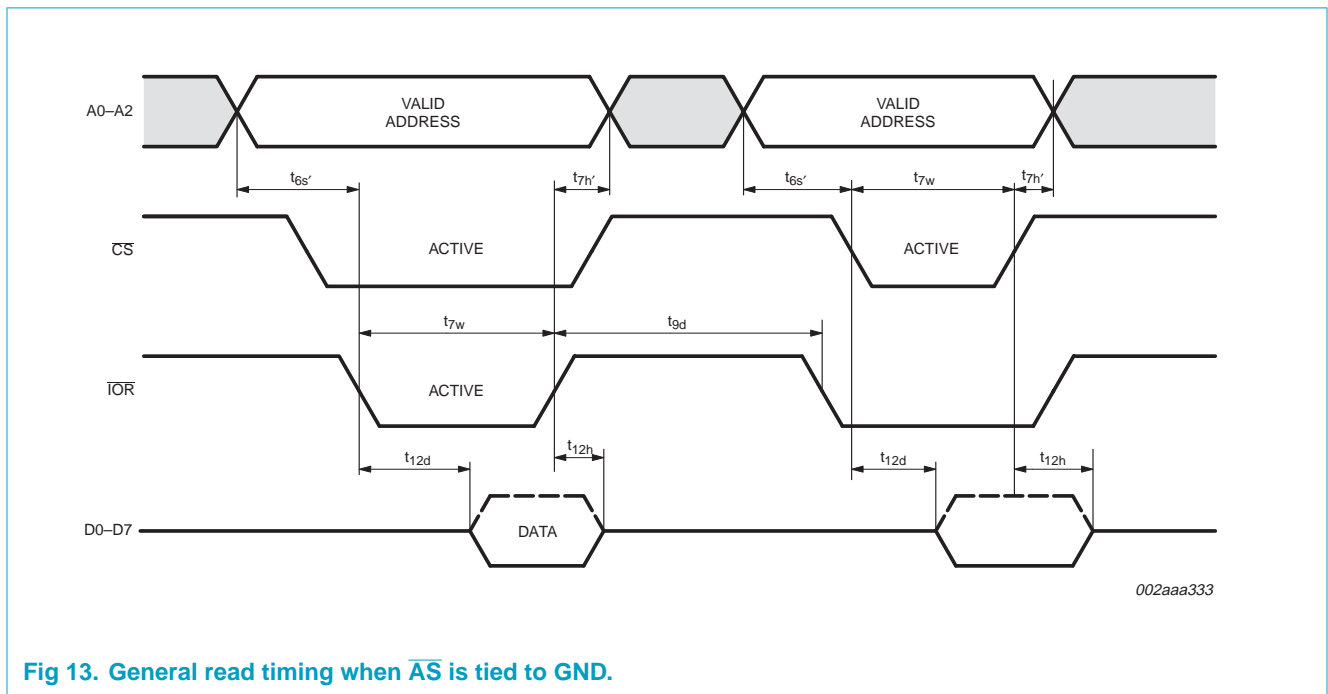 A0–A2
VALID
ADDRESS
VALID
ADDRESS
t6s′
t7h′
t6s′
t7w
t7h′
CS
ACTIVE
ACTIVE
t7w
t9d
IOR
ACTIVE
t12h
t12d
t12d
t12h
D0–D7
DATA
002aaa333
Fig 13. General read timing when AS is tied to GND.